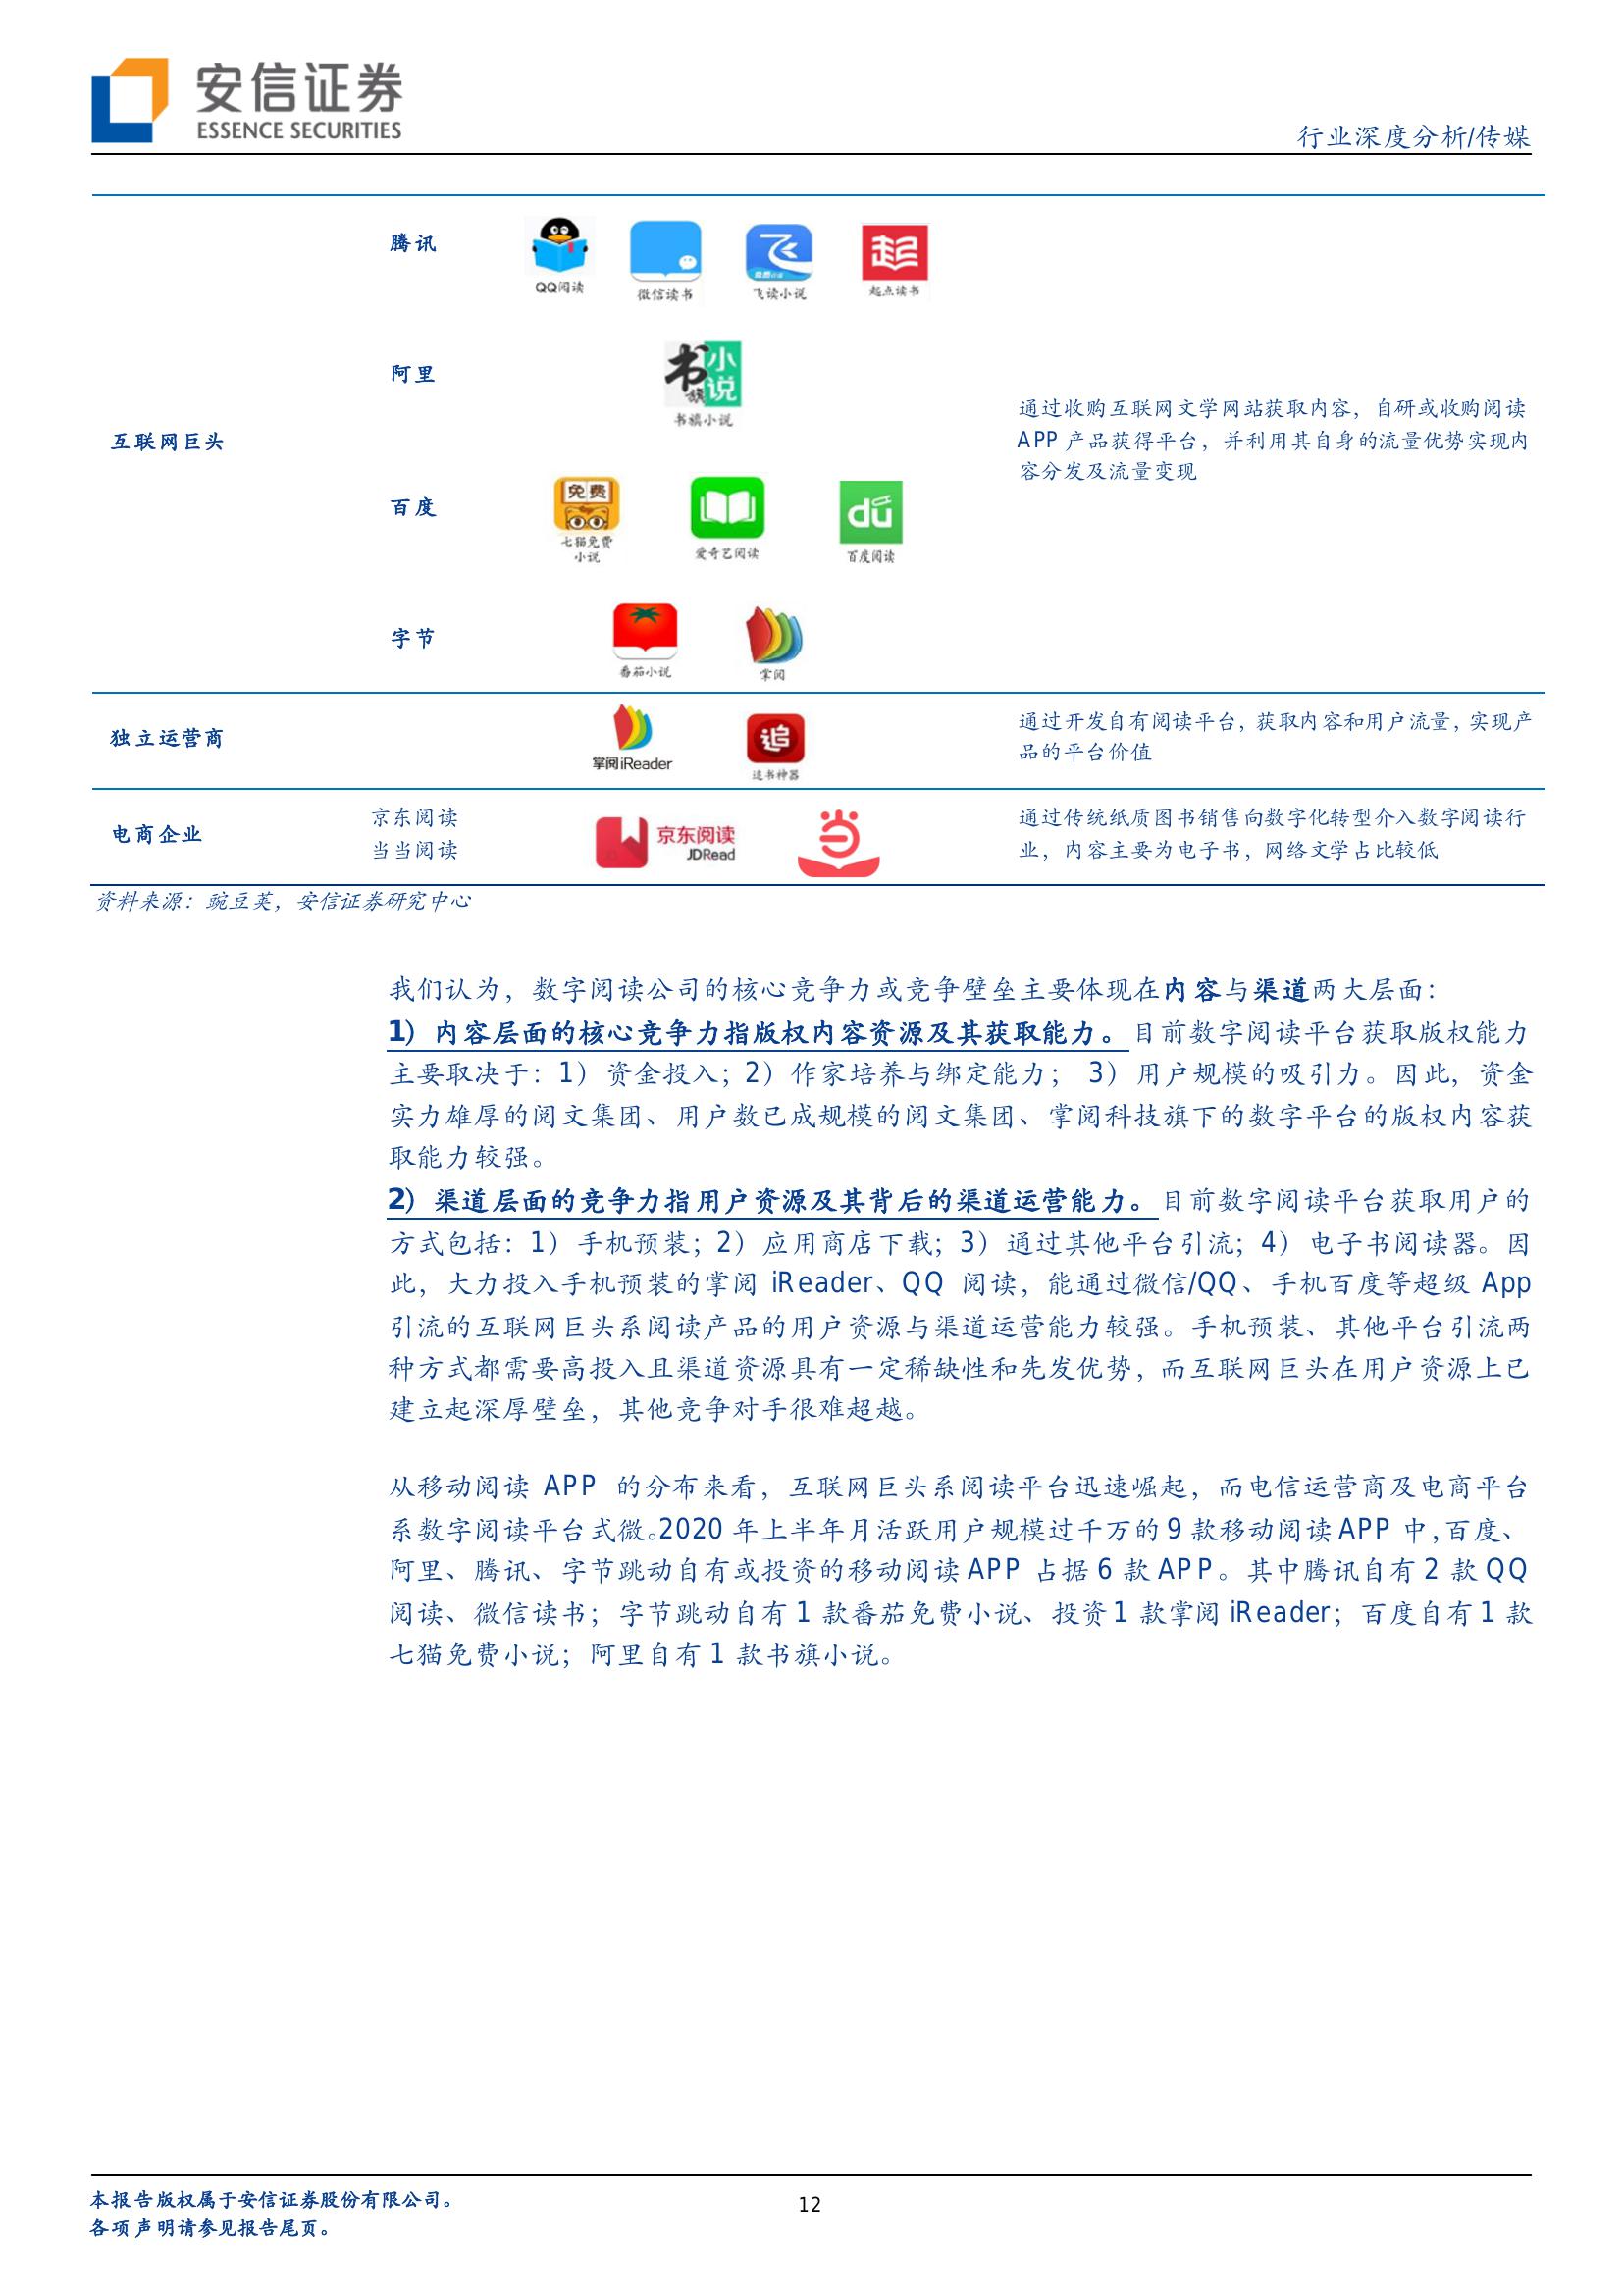 安信证券
ESSENCE SECURITIES
行业深度分析/传媒
腾讯
QQ阅读
微信读书
飞读小说
起点读书
阿里
书旗小说
书旗小说
互联网巨头
通过收购互联网文学网站获取内容，自研或收购阅读
APP 产品获得平台，并利用其自身的流量优势实现内
容分发及流量变现
百度
免费
七猫免费
小说
爱奇艺阅读
du
百度阅读
字节
番茄小说
掌阅
独立运营商
掌阅iReader
追
追书神器
通过开发自有阅读平台，获取内容和用户流量，实现产
品的平台价值
电商企业
京东阅读
当当阅读
京东阅读
JDRead
通过传统纸质图书销售向数字化转型介入数字阅读行
业，内容主要为电子书，网络文学占比较低
资料来源：豌豆荚，安信证券研究中心
我们认为，数字阅读公司的核心竞争力或竞争壁垒主要体现在内容与渠道两大层面：
1）内容层面的核心竞争力指版权内容资源及其获取能力。目前数字阅读平台获取版权能力
主要取决于：1）资金投入；2）作家培养与绑定能力； 3）用户规模的吸引力。因此，资金
实力雄厚的阅文集团、用户数已成规模的阅文集团、掌阅科技旗下的数字平台的版权内容获
取能力较强。
2）渠道层面的竞争力指用户资源及其背后的渠道运营能力。目前数字阅读平台获取用户的
方式包括：1）手机预装；2）应用商店下载；3）通过其他平台引流；4）电子书阅读器。因
此，大力投入手机预装的掌阅 iReader、QQ 阅读，能通过微信/QQ、手机百度等超级 App
引流的互联网巨头系阅读产品的用户资源与渠道运营能力较强。手机预装、其他平台引流两
种方式都需要高投入且渠道资源具有一定稀缺性和先发优势，而互联网巨头在用户资源上已
建立起深厚壁垒，其他竞争对手很难超越。
从移动阅读 APP 的分布来看，互联网巨头系阅读平台迅速崛起，而电信运营商及电商平台
系数字阅读平台式微。2020 年上半年月活跃用户规模过千万的 9 款移动阅读 APP 中，百度、
阿里、腾讯、字节跳动自有或投资的移动阅读 APP 占据 6 款 APP。其中腾讯自有 2 款 QQ
阅读、微信读书；字节跳动自有 1 款番茄免费小说、投资 1 款掌阅 iReader；百度自有 1 款
七猫免费小说；阿里自有 1 款书旗小说。
本报告版权属于安信证券股份有限公司。
各项声明请参见报告尾页。
12